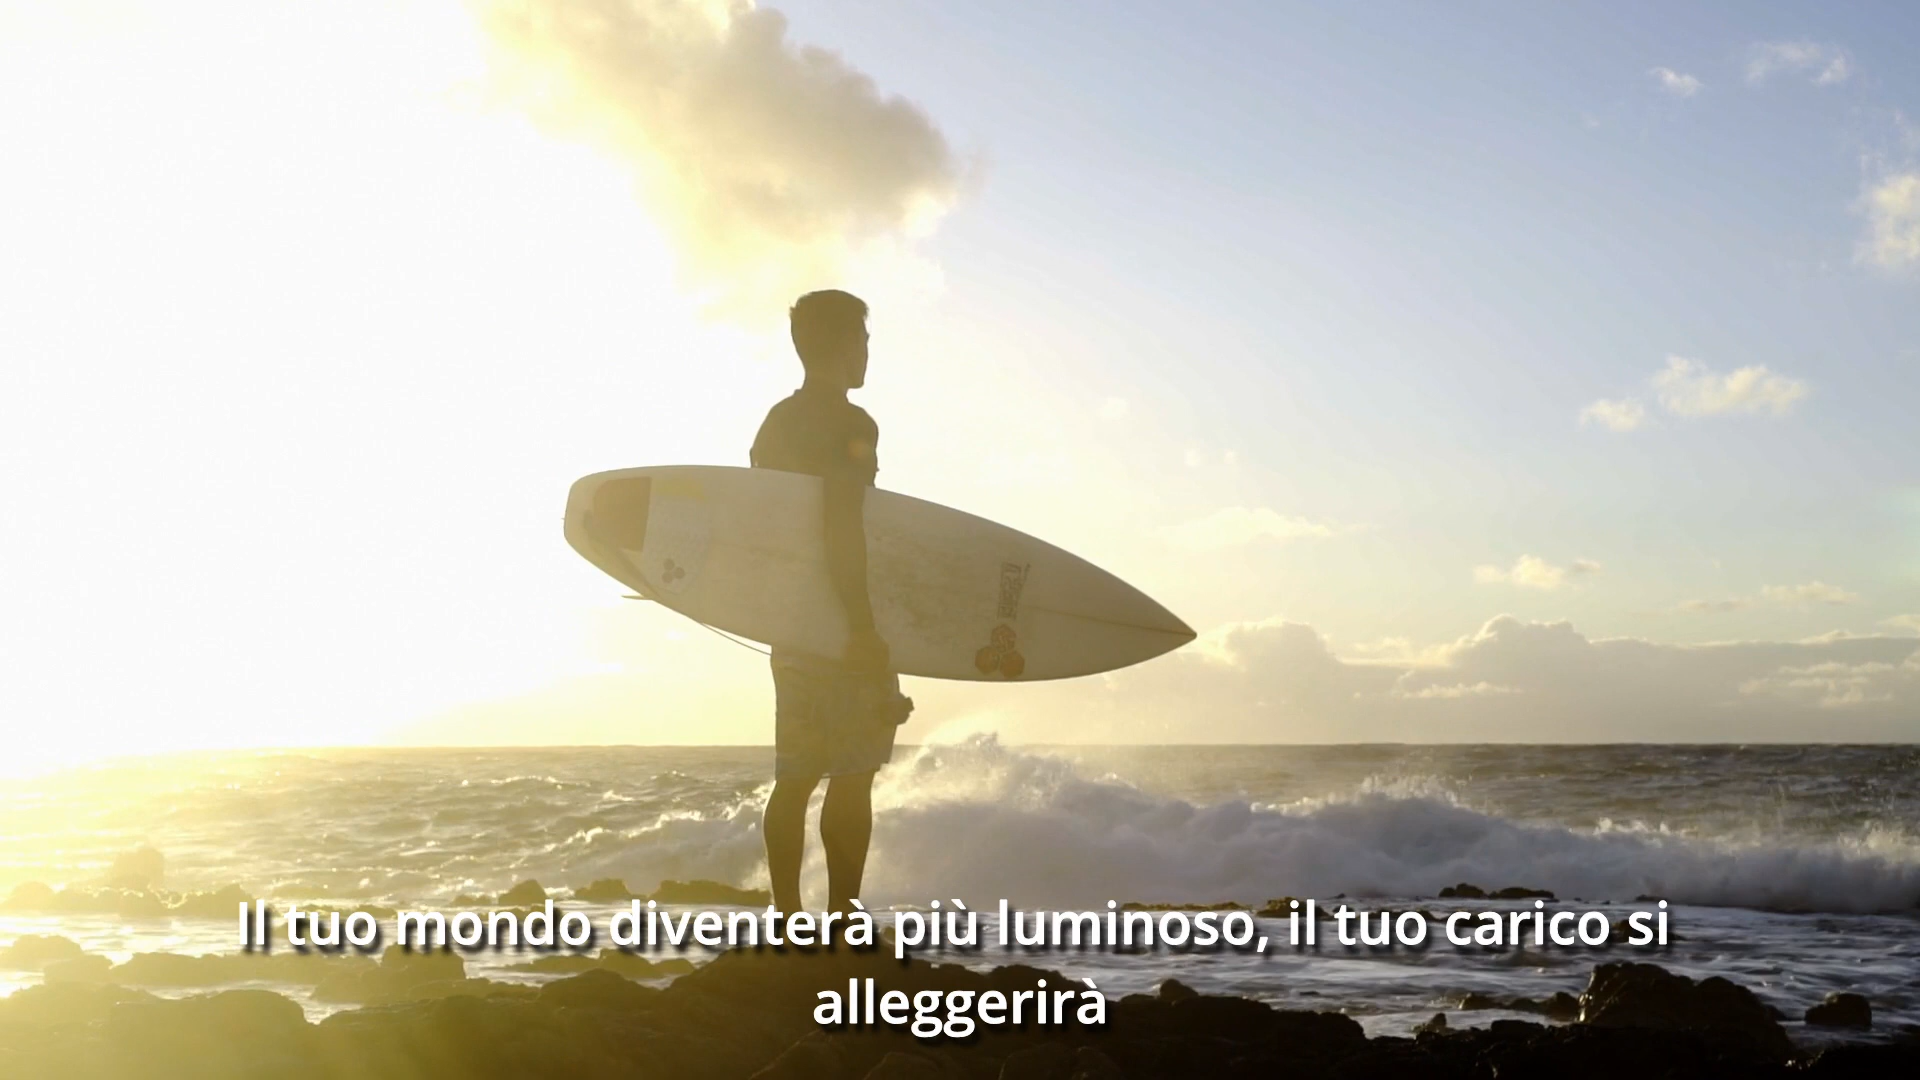 Il tuo mondo diventerà più luminoso, il tuo carico si
alleggerirà